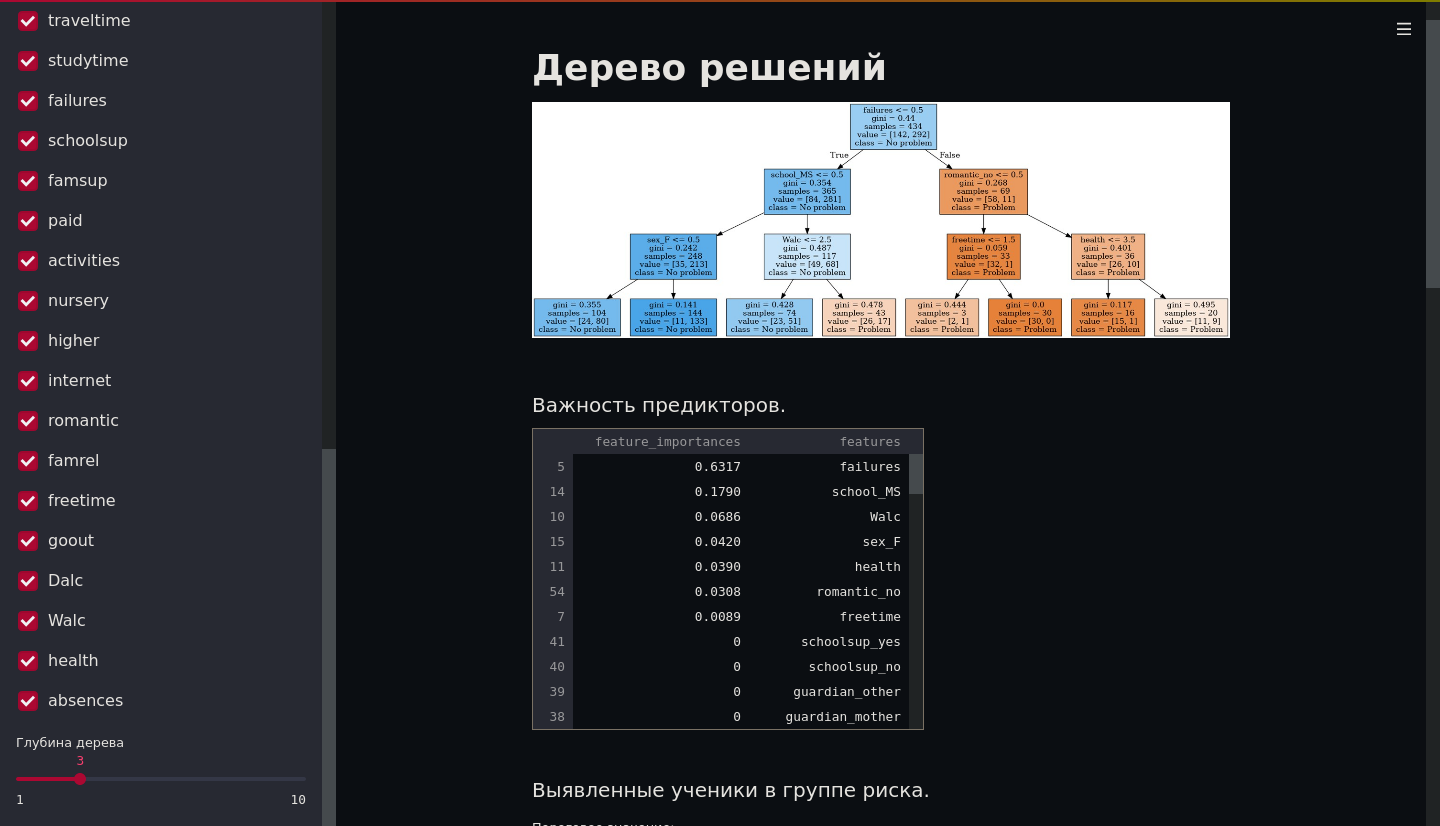 traveltime
studytime
failures
schoolsup
famsup
paid
activities
nursery
higher
internet
romantic
famrel
freetime
goout
Dalc
Walc
health
absences
Глубина дерева
3
1 10
Дерево решений
failures <= 0.5
gini = 0.44
samples = 434
value = [142, 292]
class = No problem
True
False
school_MS <= 0.5
gini = 0.354
samples = 365
value = [84, 281]
class = No problem
romantic_no <= 0.5
gini = 0.268
samples = 69
value = [58, 11]
class = Problem
sex_F <= 0.5
gini = 0.242
samples = 248
value = [35, 213]
class = No problem
Walc <= 2.5
gini = 0.487
samples = 117
value = [49, 68]
class = No problem
freetime <= 1.5
gini = 0.059
samples = 33
value = [32, 1]
class = Problem
health <= 3.5
gini = 0.401
samples = 36
value = [26, 10]
class = Problem
gini = 0.355
samples = 104
value = [24, 80]
class = No problem
gini = 0.141
samples = 144
value = [11, 133]
class = No problem
gini = 0.428
samples = 74
value = [23, 51]
class = No problem
gini = 0.478
samples = 43
value = [26, 17]
class = Problem
gini = 0.444
samples = 3
value = [2, 1]
class = Problem
gini = 0.0
samples = 30
value = [30, 0]
class = Problem
gini = 0.117
samples = 16
value = [15, 1]
class = Problem
gini = 0.495
samples = 20
value = [11, 9]
class = Problem
Важность предикторов.
feature_importances features
5 0.6317 failures
14 0.1790 school_MS
10 0.0686 Walc
15 0.0420 sex_F
11 0.0390 health
54 0.0308 romantic_no
7 0.0089 freetime
41 0 schoolsup_yes
40 0 schoolsup_no
39 0 guardian_other
38 0 guardian_mother
Выявленные ученики в группе риска.